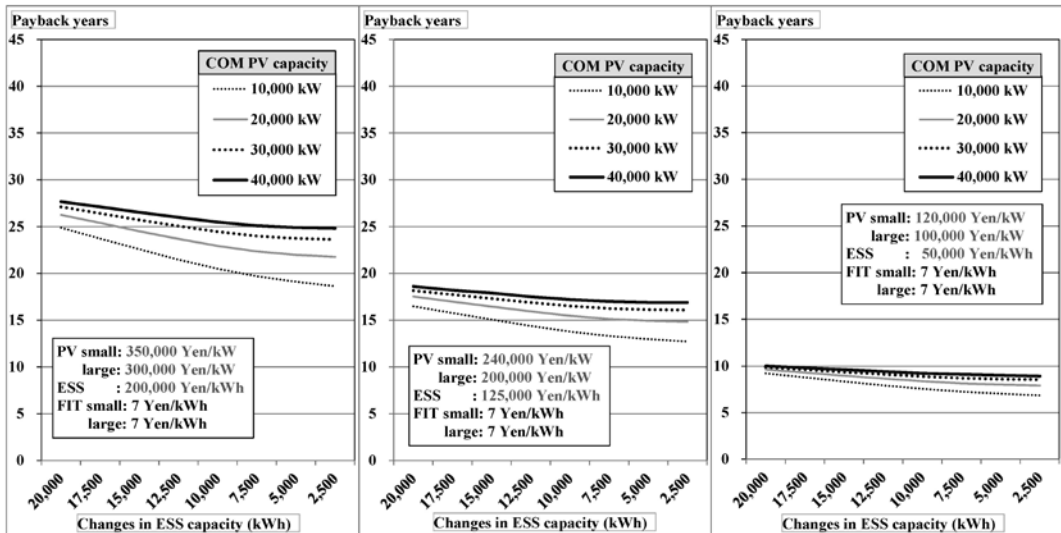 Payback years
45
40
35
30
25
20
15
10
5
0
COM PV capacity
10,000 kW
20,000 kW
30,000 kW
40,000 kW
PV small: 350,000 Yen/kW
large: 300,000 Yen/kW
ESS : 200,000 Yen/kWh
FIT small: 7 Yen/kWh
large: 7 Yen/kWh
20,000
17,500
15,000
12,500
10,000
7,500
5,000
2,500
Changes in ESS capacity (kWh)
Payback years
45
40
35
30
25
20
15
10
5
0
COM PV capacity
10,000 kW
20,000 kW
30,000 kW
40,000 kW
PV small: 240,000 Yen/kW
large: 200,000 Yen/kW
ESS : 125,000 Yen/kWh
FIT small: 7 Yen/kWh
large: 7 Yen/kWh
20,000
17,500
15,000
12,500
10,000
7,500
5,000
2,500
Changes in ESS capacity (kWh)
Payback years
45
40
35
30
25
20
15
10
5
0
COM PV capacity
10,000 kW
20,000 kW
30,000 kW
40,000 kW
PV small: 120,000 Yen/kW
large: 100,000 Yen/kW
ESS : 50,000 Yen/kWh
FIT small: 7 Yen/kWh
large: 7 Yen/kWh
20,000
17,500
15,000
12,500
10,000
7,500
5,000
2,500
Changes in ESS capacity (kWh)